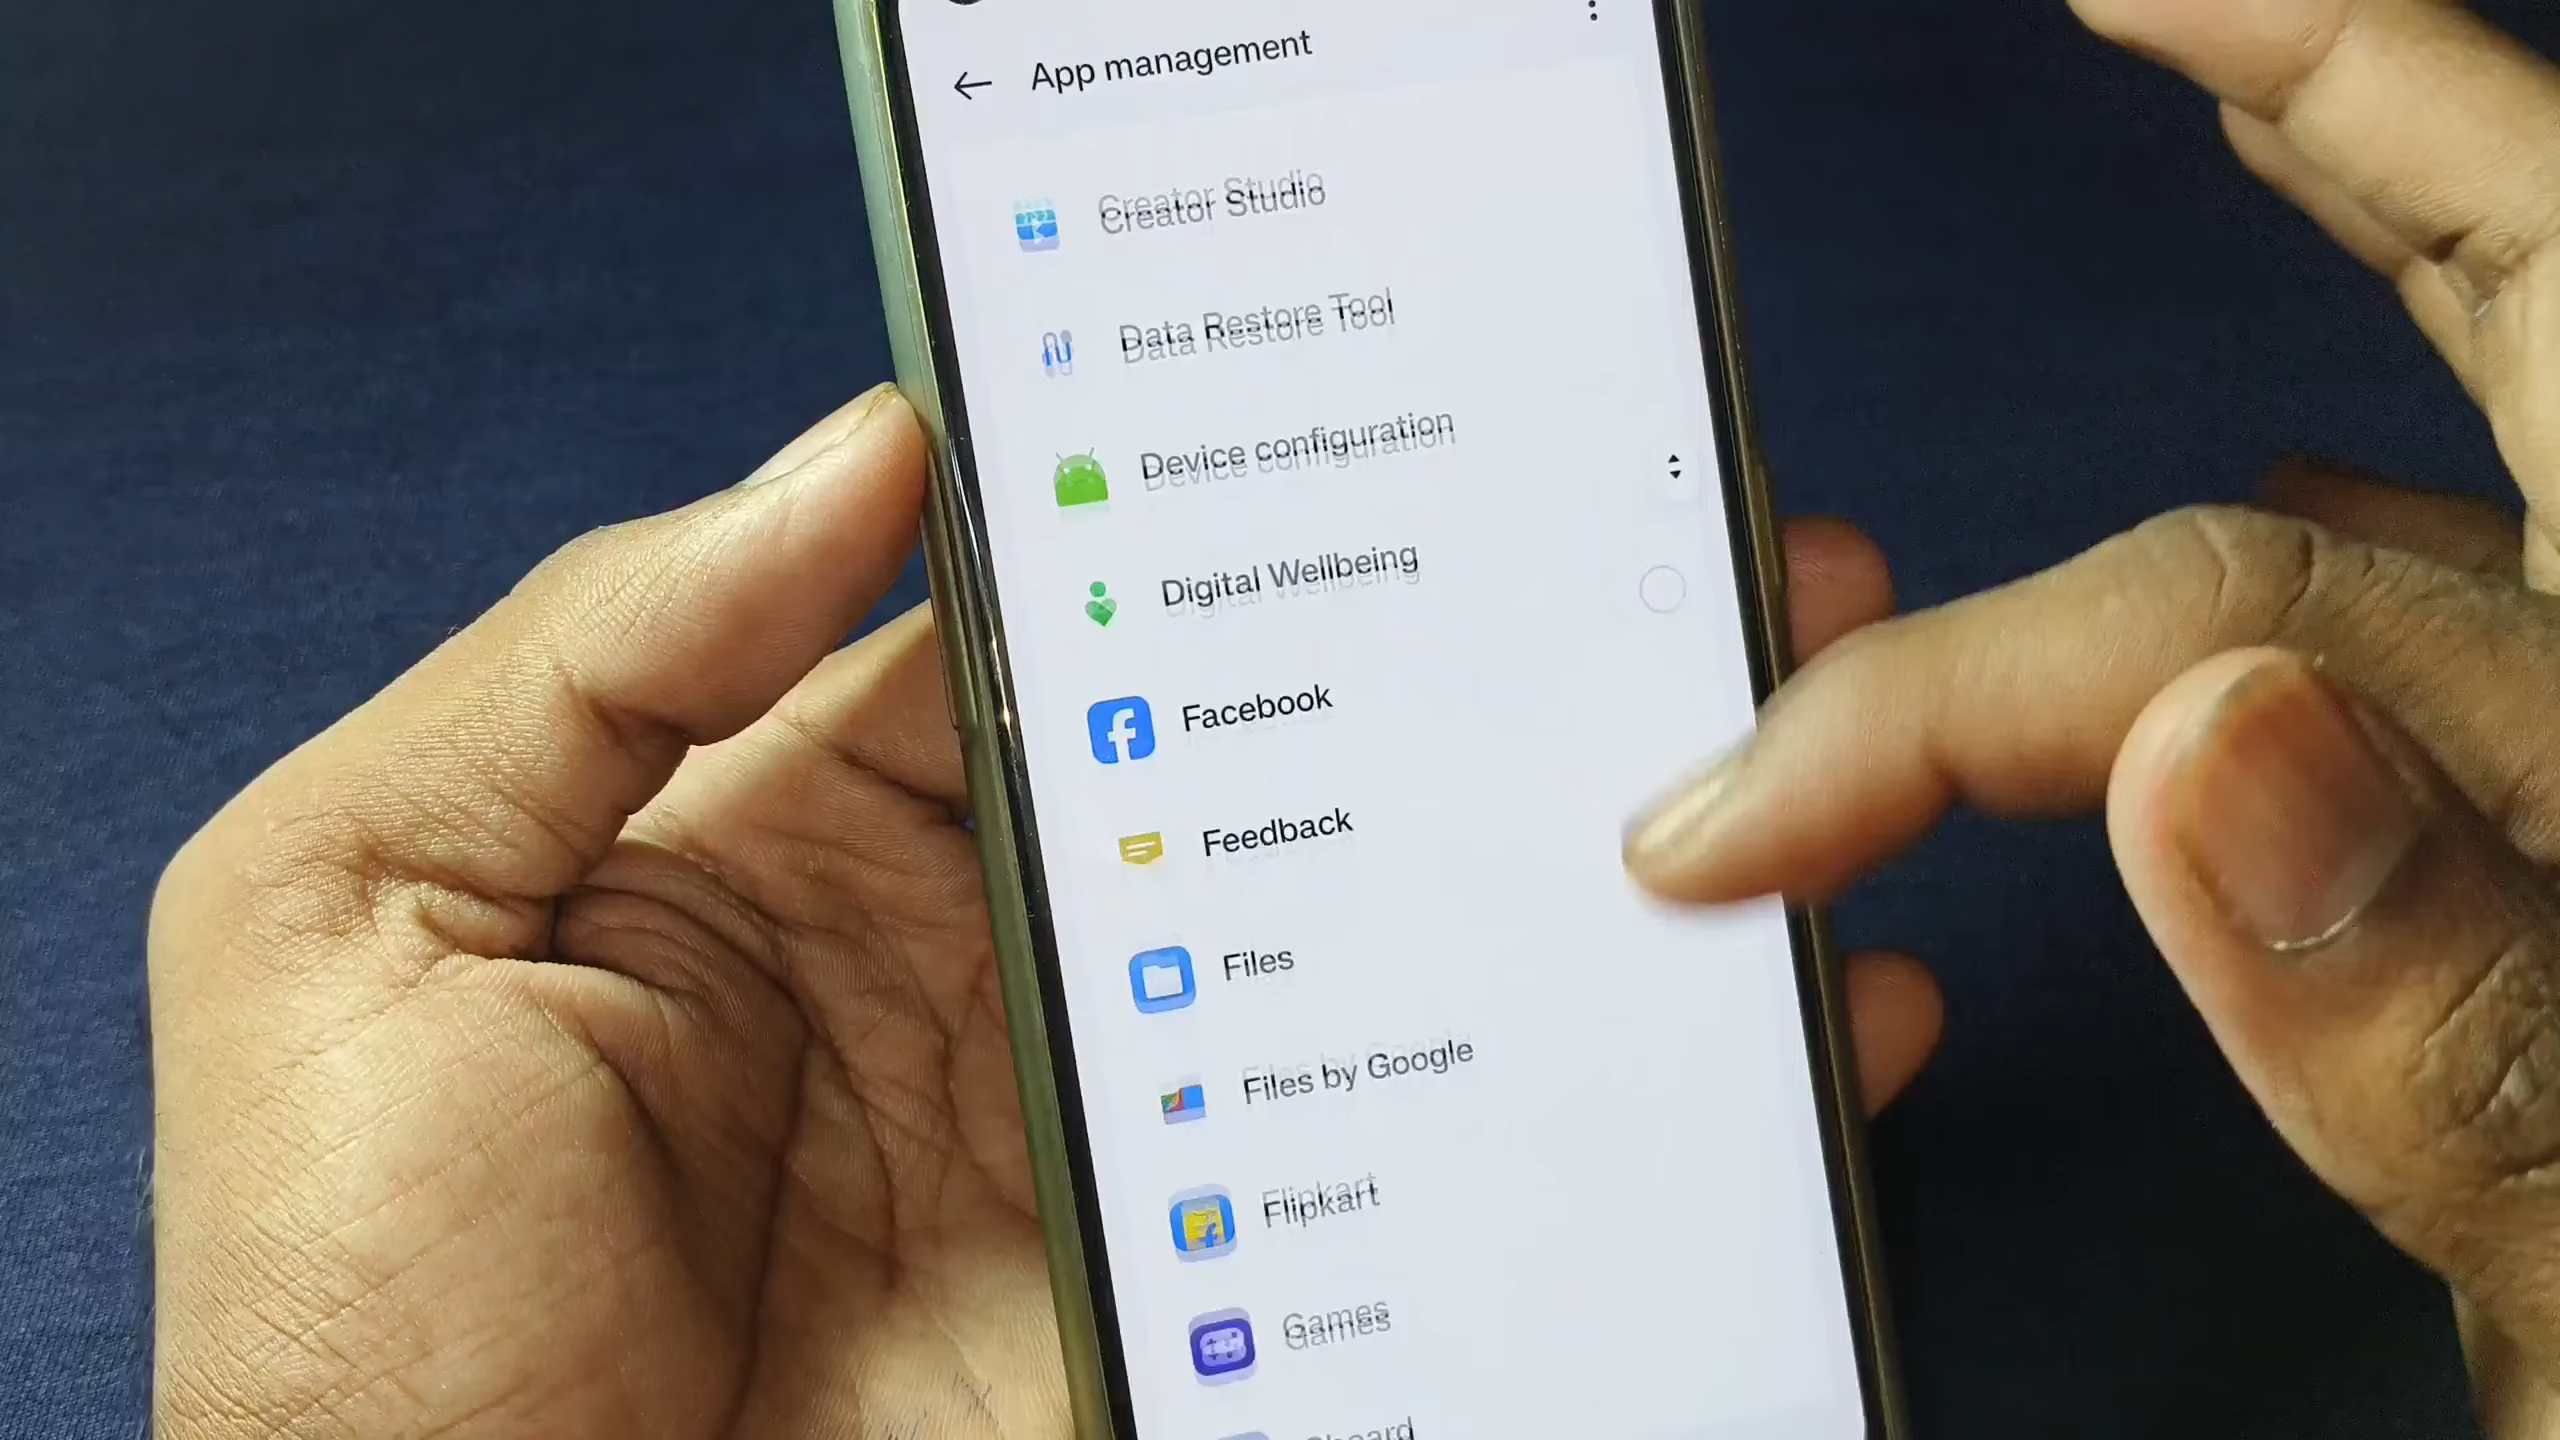 App management
Creator Studio
Data Restore Tool
Device configuration
Digital Wellbeing
Facebook
Feedback
Files
Files by Google
Flipkart
Games